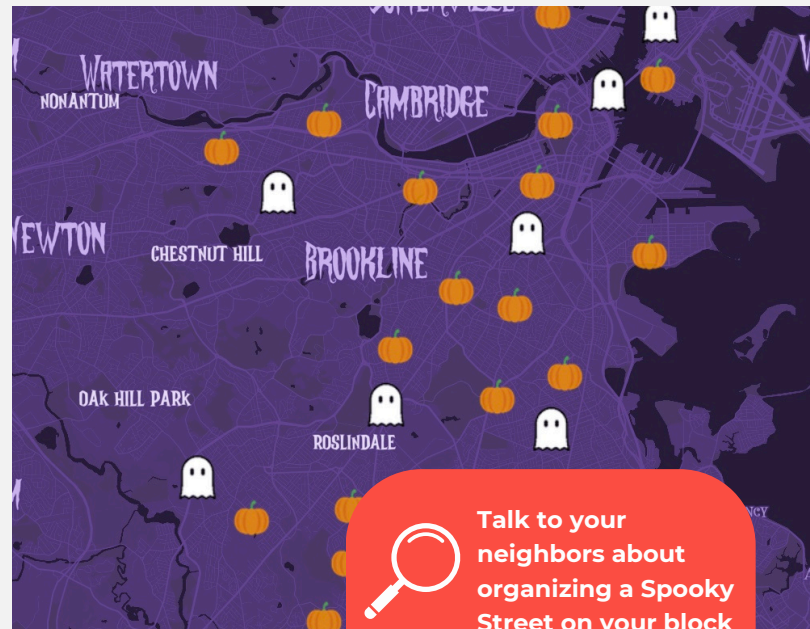 WATERTOWN
NONANTUM
CAMBRIDGE
CHESTNUT HILL
BROOKLINE
OAK HILL PARK
ROSLINDALE
Talk to your
neighbors about
organizing a Spooky
Street on your block